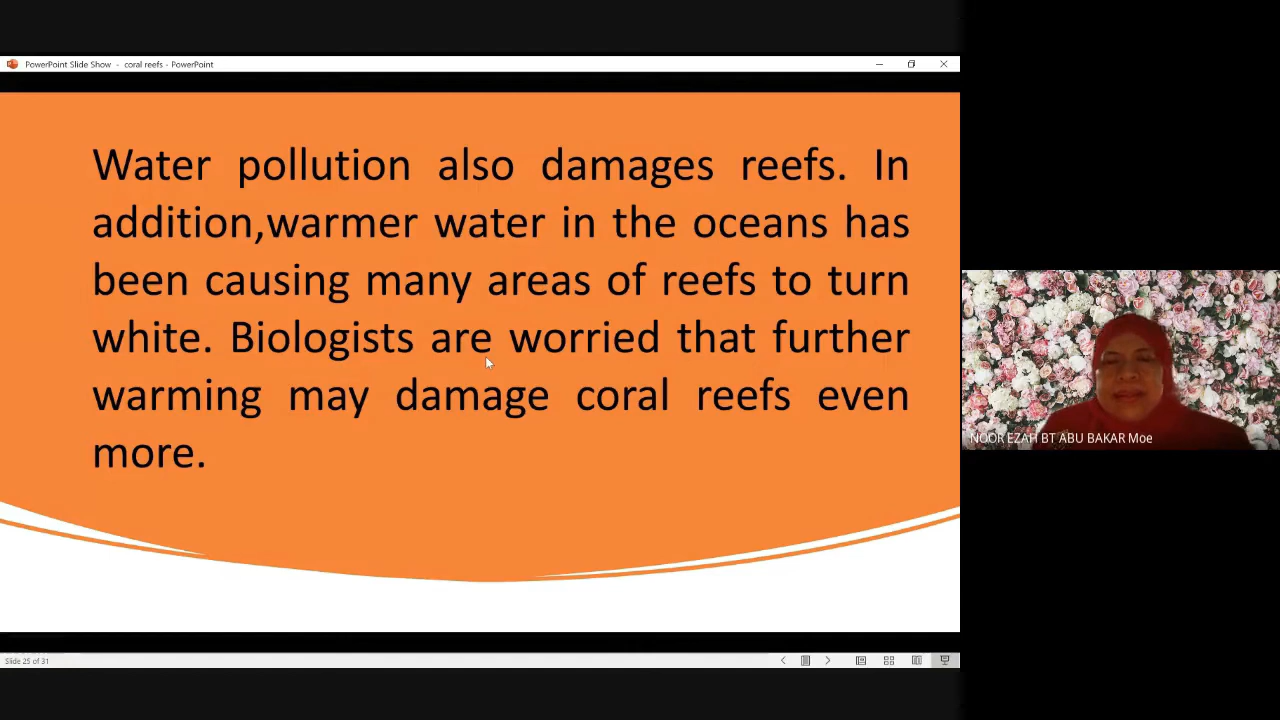 PowerPoint Slide Show - coral reefs - PowerPoint
Water pollution also damages reefs. In
addition,warmer water in the oceans has
been causing many areas of reefs to turn
white. Biologists are worried that further
warming may damage coral reefs even
more.
NOOR EZAH BT ABU BAKAR Moe
Slide 25 of 31